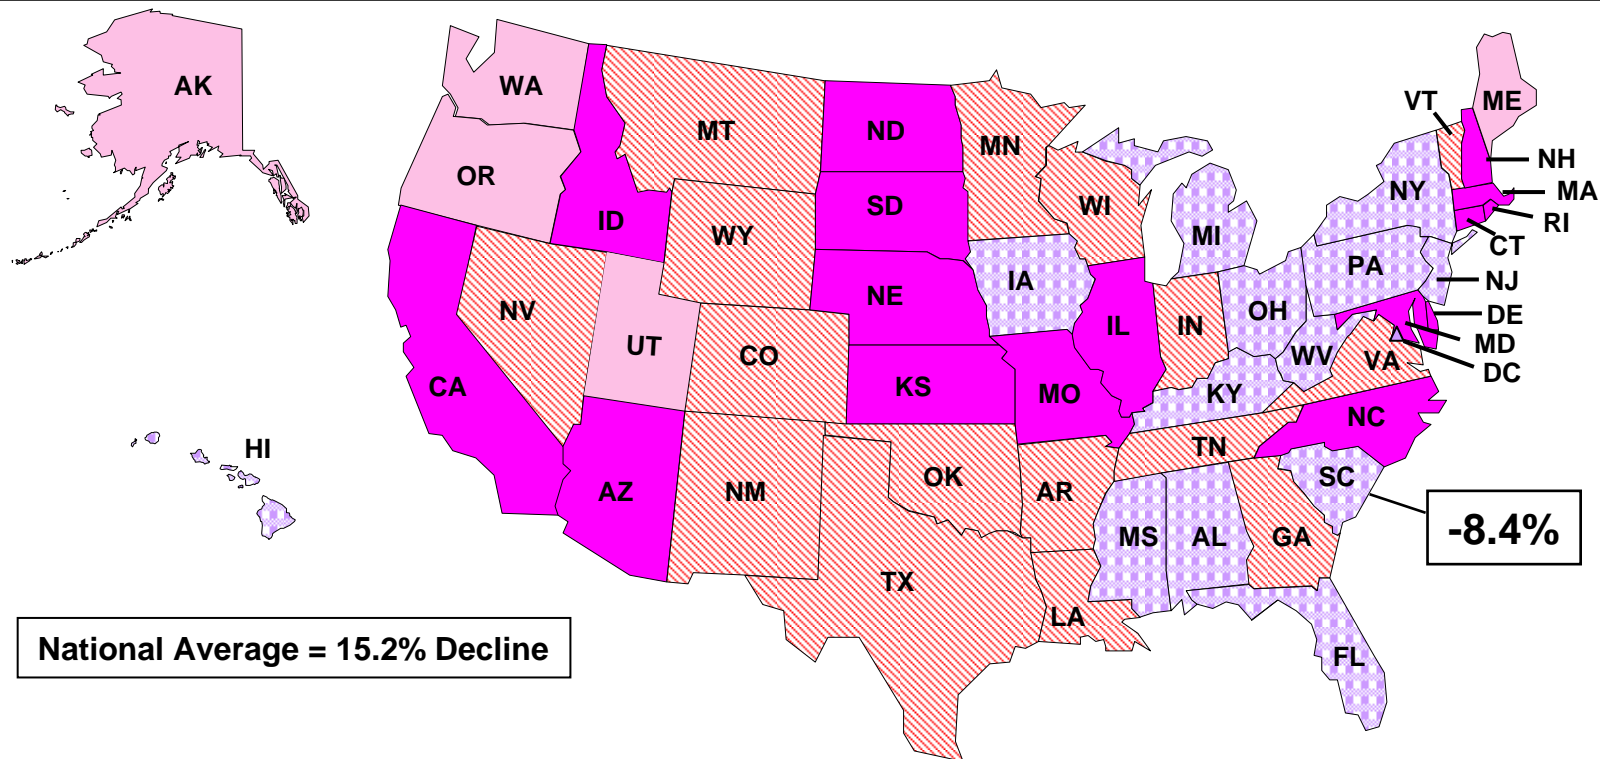 AK
WA
MT
ND
MN
VT
ME
OR
ID
SD
WI
NY
NH
MA
RI
CT
WY
MI
IA
PA
NJ
NE
NV
IL
IN
OH
DE
MD
DC
UT
CO
WV
VA
CA
KS
MO
KY
NC
HI
TN
AZ
NM
OK
AR
SC
MS
AL
GA
-8.4%
TX
LA
National Average = 15.2% Decline
FL